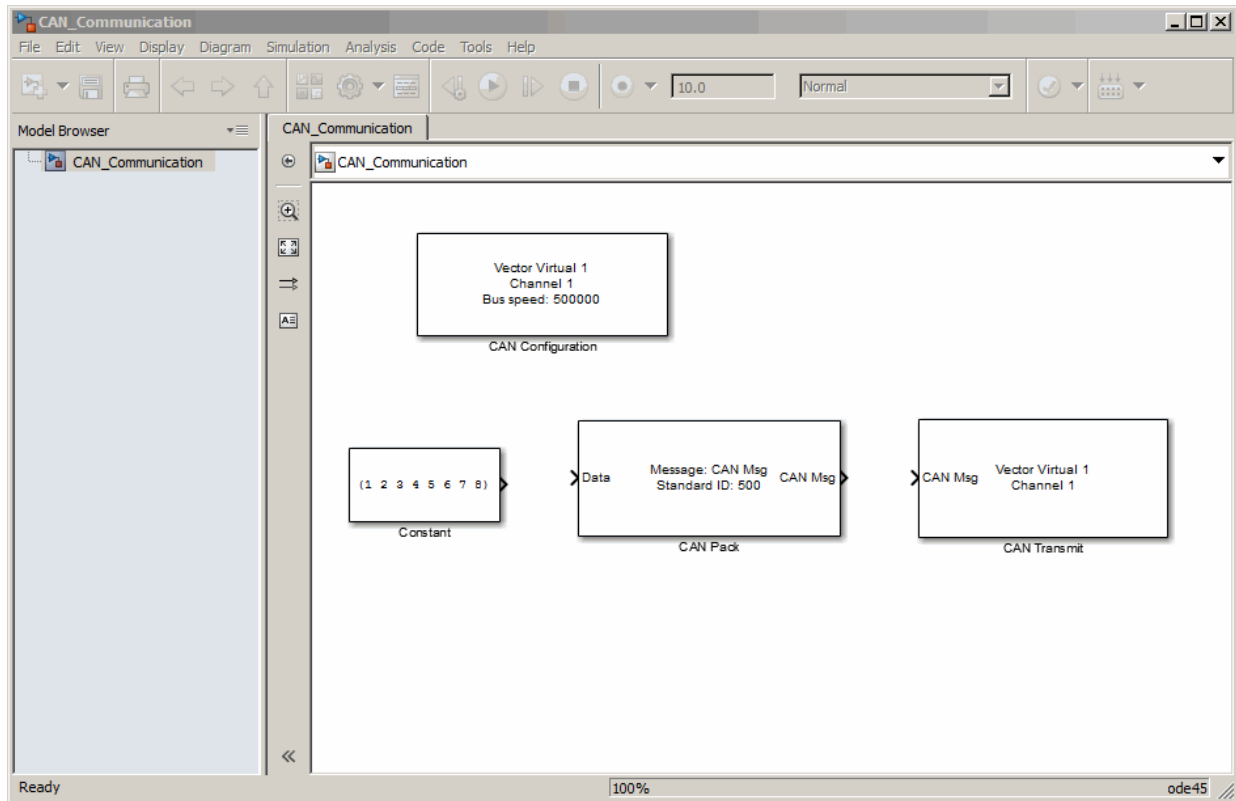 CAN_Communication
File Edit View Display Diagram Simulation Analysis Code Tools Help
10.0 Normal
Model Browser
CAN_Communication
CAN_Communication
CAN_Communication
Vector Virtual 1
Channel 1
Bus speed: 500000
CAN Configuration
(1 2 3 4 5 6 7 8)
Constant
Data
Message: CAN Msg
Standard ID: 500
CAN Msg
CAN Pack
CAN Msg
Vector Virtual 1
Channel 1
CAN Transmit
Ready 100% ode45